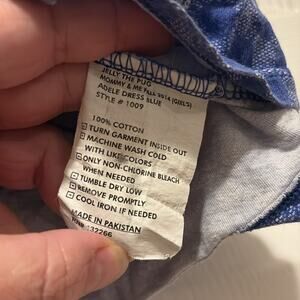 JELLY THE PUG
MOMMY & ME FALL 2014 (GIRLS)
ADELE DRESS BLUE
STYLE # 1009
100% COTTON
TURN GARMENT INSIDE OUT
MACHINE WASH COLD
WITH LIKE COLORS
ONLY NON-CHLORINE BLEACH
WHEN NEEDED
TUMBLE DRY LOW
REMOVE PROMPTLY
COOL IRON IF NEEDED
MADE IN PAKISTAN
132266